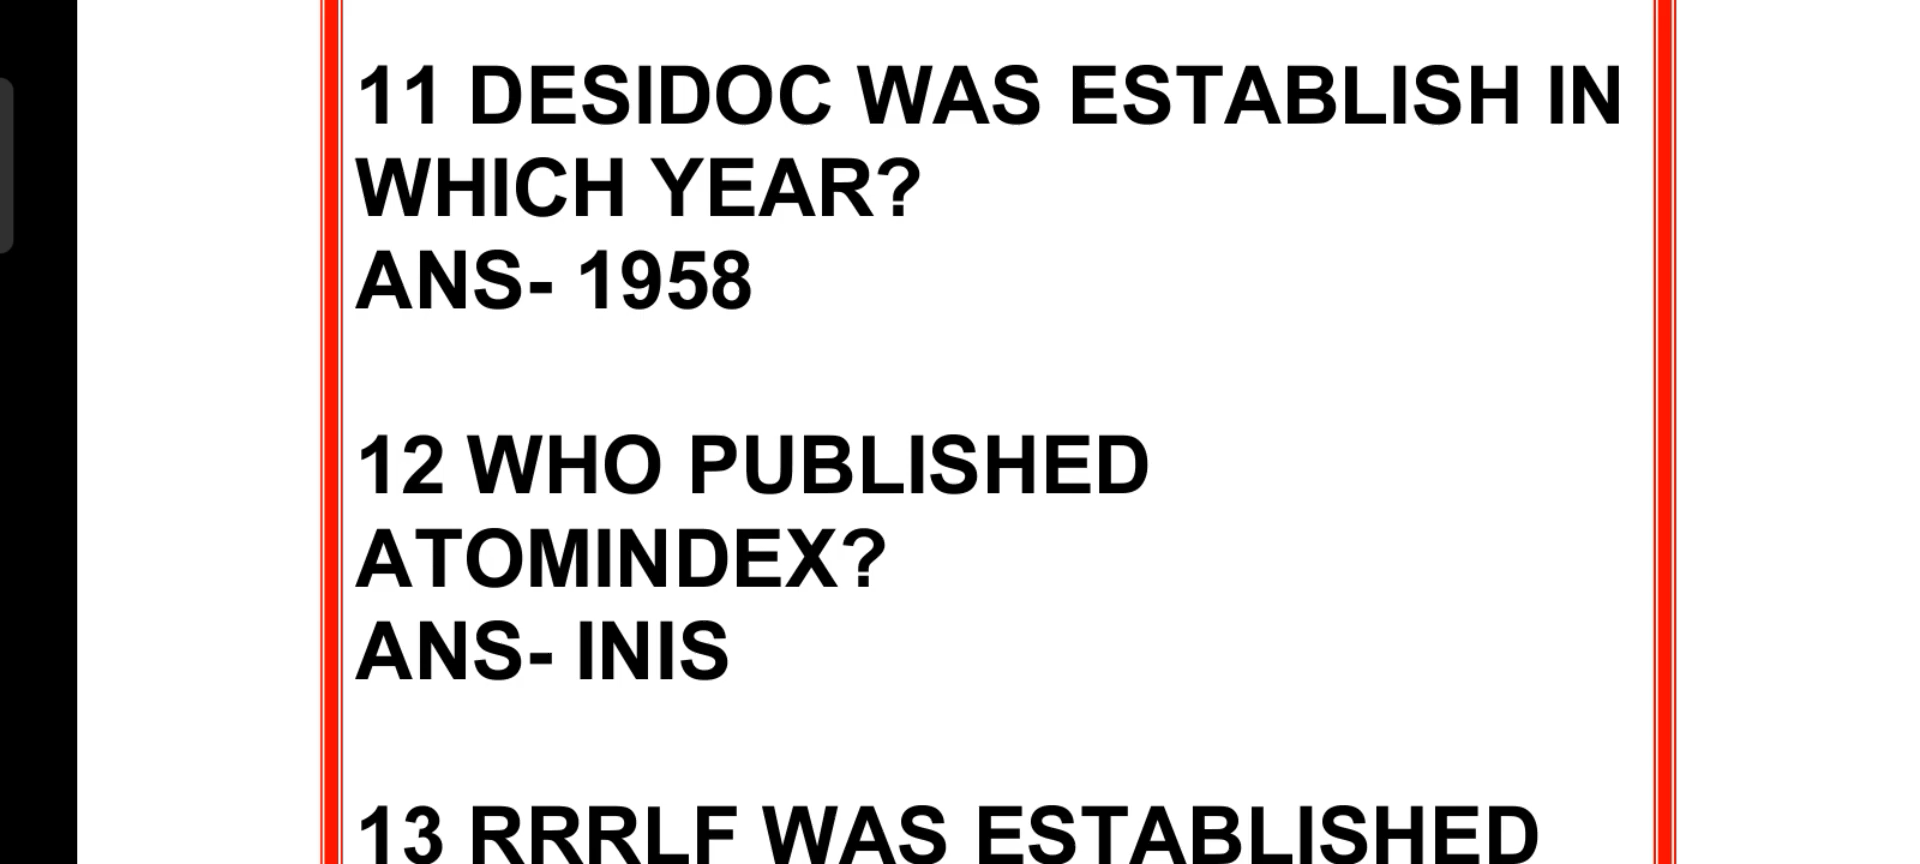 11 DESIDOC WAS ESTABLISH IN
WHICH YEAR?
ANS- 1958
12 WHO PUBLISHED
ATOMINDEX?
ANS- INIS
13 RRRLF WAS ESTABLISHED